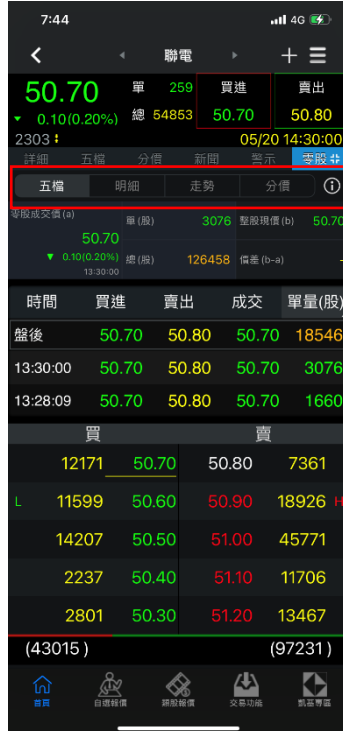 7:44 4G
聯電
50.70 單 259 買進 賣出
▼ 0.10(0.20%) 總 54853 50.70 50.80
2303 05/20 14:30:00
詳細 五檔 分價 新聞 警示 零股
五檔 明細 走勢 分價
零股成交價(a) 單(股) 3076 整股現價(b) 50.70
50.70
▼ 0.10(0.20%) 總(股) 126458 價差(b-a) -
13:30:00
時間 買進 賣出 成交 單量(股)
盤後 50.70 50.80 50.70 18546
13:30:00 50.70 50.80 50.70 3076
13:28:09 50.70 50.80 50.70 1660
買 賣
12171 50.70 50.80 7361
L 11599 50.60 50.90 18926 H
14207 50.50 51.00 45771
2237 50.40 51.10 11706
2801 50.30 51.20 13467
(43015) (97231)
首頁 自選報價 類股報價 交易功能 凱基專區